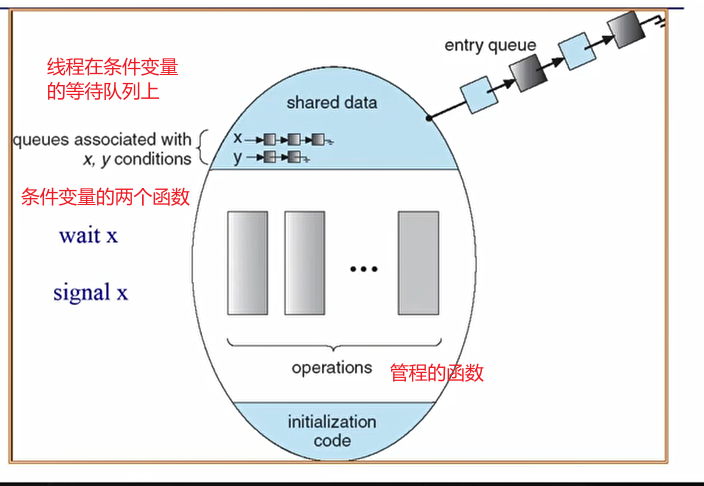 entry queue
线程在条件变量
的等待队列上
shared data
queues associated with
x, y conditions
x
y
条件变量的两个函数
wait x
signal x
•••
operations
管程的函数
initialization
code